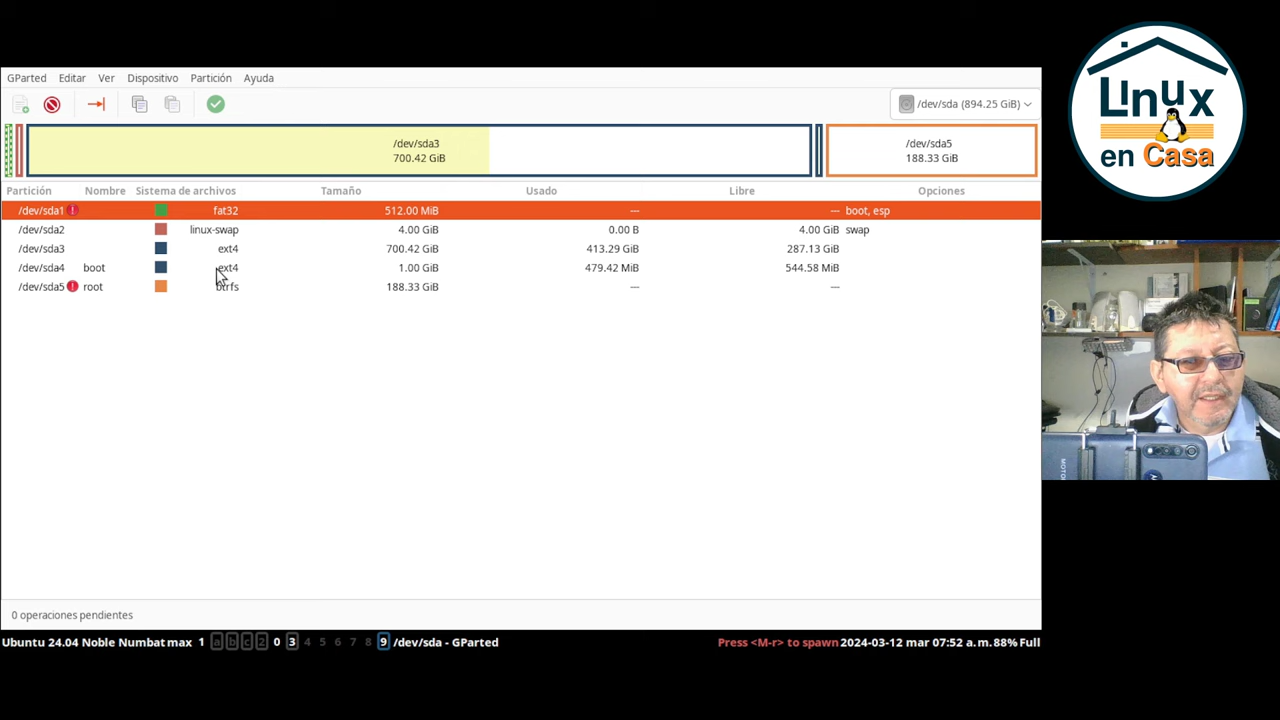 GParted Editar Ver Dispositivo Partición Ayuda
/dev/sda (894.25 GiB)
/dev/sda3
700.42 GiB
/dev/sda5
188.33 GiB
Partición Nombre Sistema de archivos Tamaño Usado Libre Opciones
/dev/sda1 fat32 512.00 MiB --- --- boot, esp
/dev/sda2 linux-swap 4.00 GiB 0.00 B 4.00 GiB swap
/dev/sda3 ext4 700.42 GiB 413.29 GiB 287.13 GiB
/dev/sda4 boot ext4 1.00 GiB 479.42 MiB 544.58 MiB
/dev/sda5 root btrfs 188.33 GiB --- ---
0 operaciones pendientes
Ubuntu 24.04 Noble Numbat max 1 a b c 2 0 3 4 5 6 7 8 9 /dev/sda - GParted Press <M-r> to spawn 2024-03-12 mar 07:52 a.m. 88% Full
Linux
en Casa